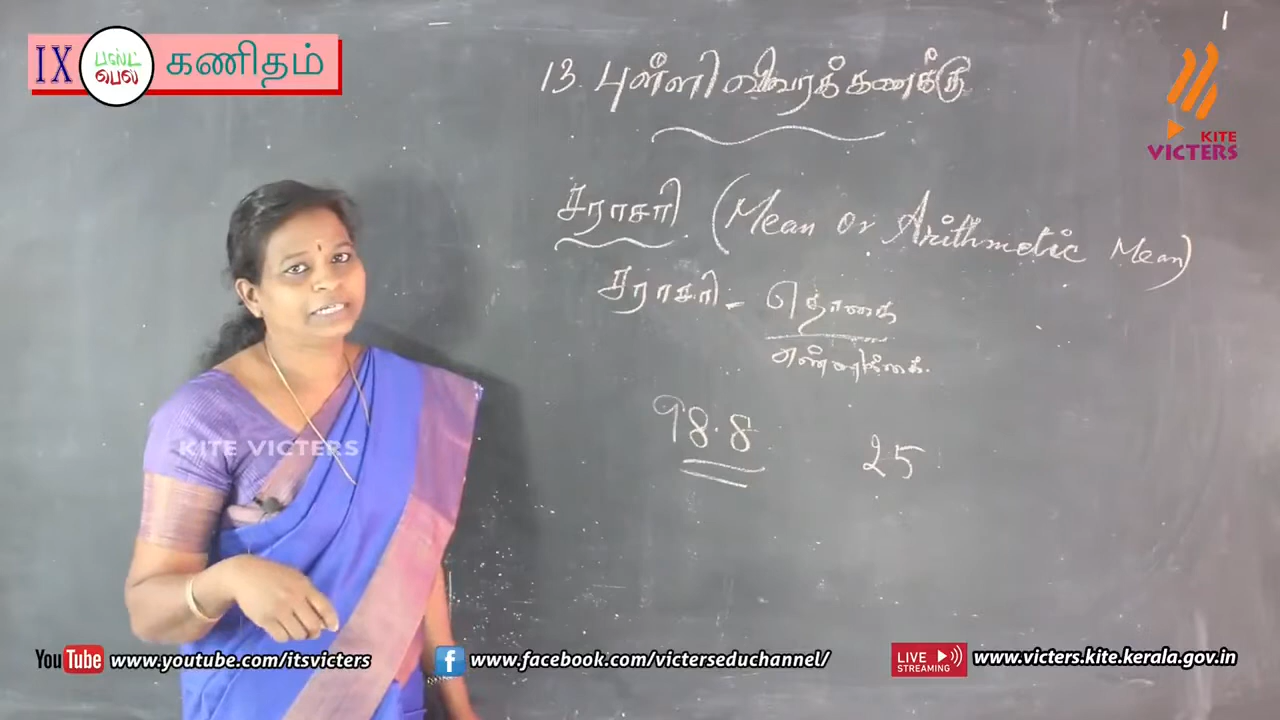 IX பஸ்ட் பெல் கணிதம்
13. புள்ளி விவரக் கணக்கு
KITE VICTERS
சராசரி (Mean or Arithmetic Mean)
சராசரி - தொகை
எண்ணிக்கை.
98.8 25
KITE VICTERS
YouTube www.youtube.com/itsvicters
f www.facebook.com/victerseduchannel/
LIVE STREAMING www.victers.kite.kerala.gov.in